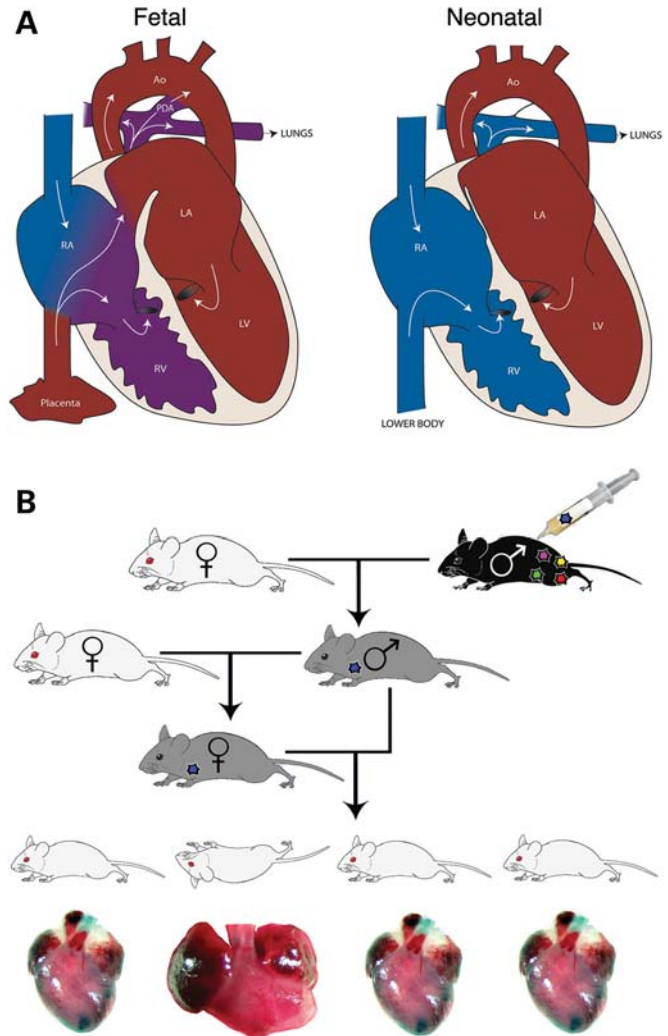 A
Fetal
Neonatal
Ao
PDA
LUNGS
RA
LA
LV
RV
Placenta
Ao
LUNGS
RA
LA
LV
RV
LOWER BODY
B
♀
♂
♀
♂
♀